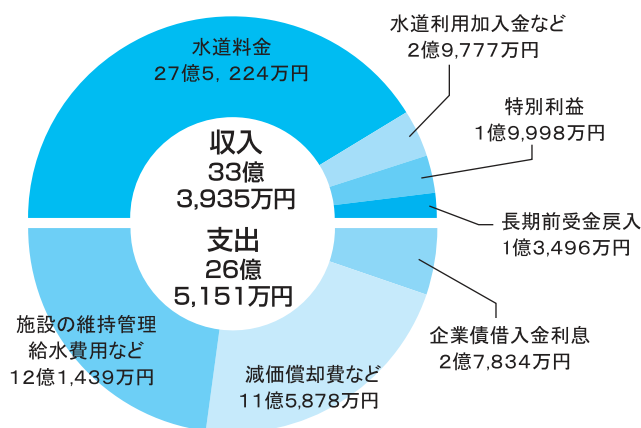 水道料金
27億5, 224万円
水道利用加入金など
2億9,777万円
特別利益
1億9,998万円
長期前受金戻入
1億3,496万円
収入
33億
3,935万円
支出
26億
5,151万円
施設の維持管理
給水費用など
12億1,439万円
減価償却費など
11億5,878万円
企業債借入金利息
2億7,834万円